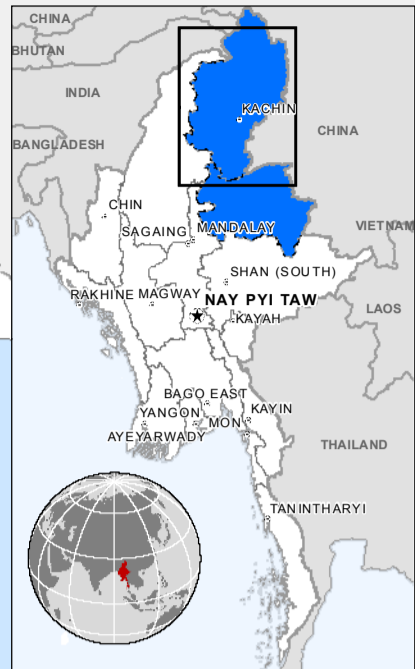 CHINA
BHUTAN
INDIA
KACHIN
CHINA
BANGLADESH
CHIN
SAGAING
MANDALAY
VIETNAM
SHAN (SOUTH)
RAKHINE
MAGWAY
NAY PYI TAW
LAOS
KAYAH
BAGO EAST
YANGON
KAYIN
AYEYARWADY
MON
THAILAND
TANINTHARYI